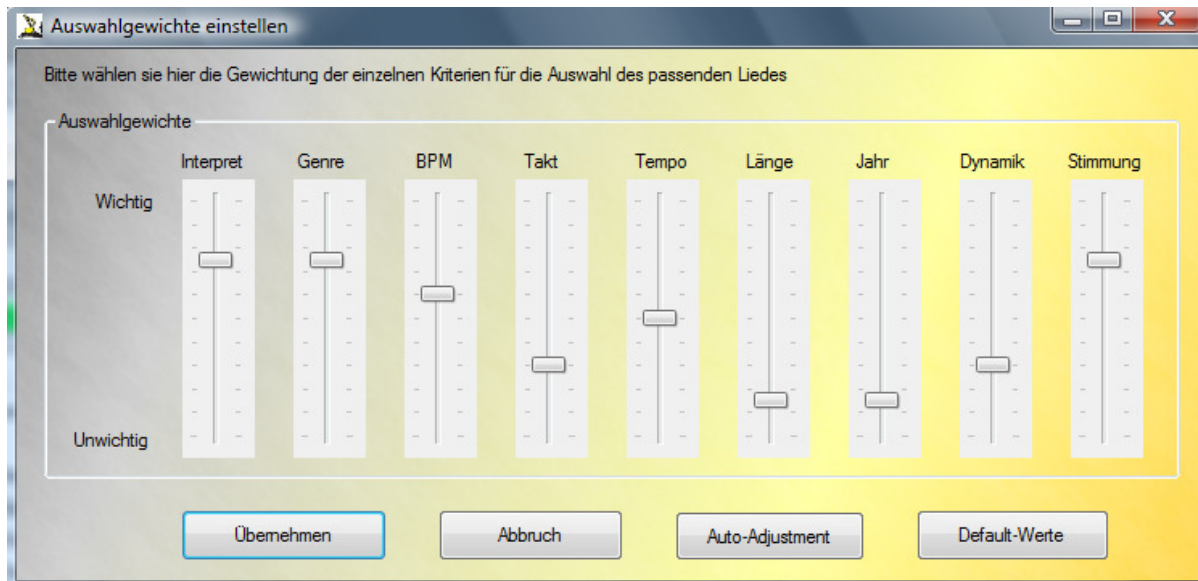 Auswahlgewichte einstellen
Bitte wählen sie hier die Gewichtung der einzelnen Kriterien für die Auswahl des passenden Liedes
Auswahlgewichte
Interpret Genre BPM Takt Tempo Länge Jahr Dynamik Stimmung
Wichtig
Unwichtig
Übernehmen Abbruch Auto-Adjustment Default-Werte